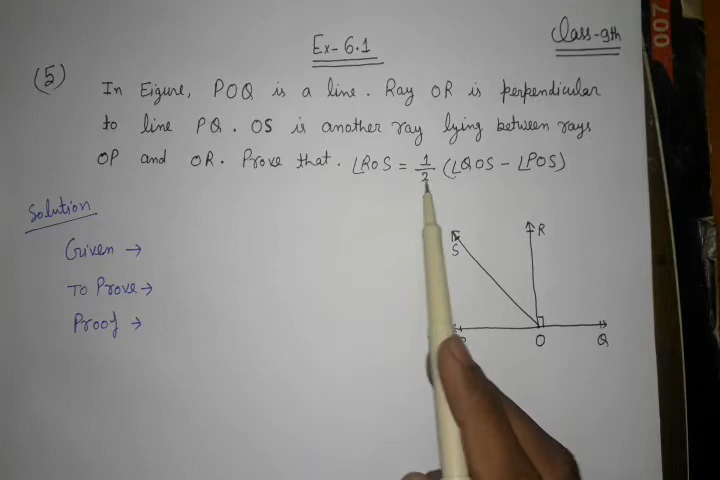 Ex-6.1
Class-9th
007
(5)
In Eigure, POQ is a line. Ray OR is perpendicular
to line PQ. OS is another ray lying between rays
OP and OR. Prove that. ∠ROS = 1/2 (∠QOS - ∠POS)
Solution
Given →
To Prove →
Proof →
R
S
O
Q